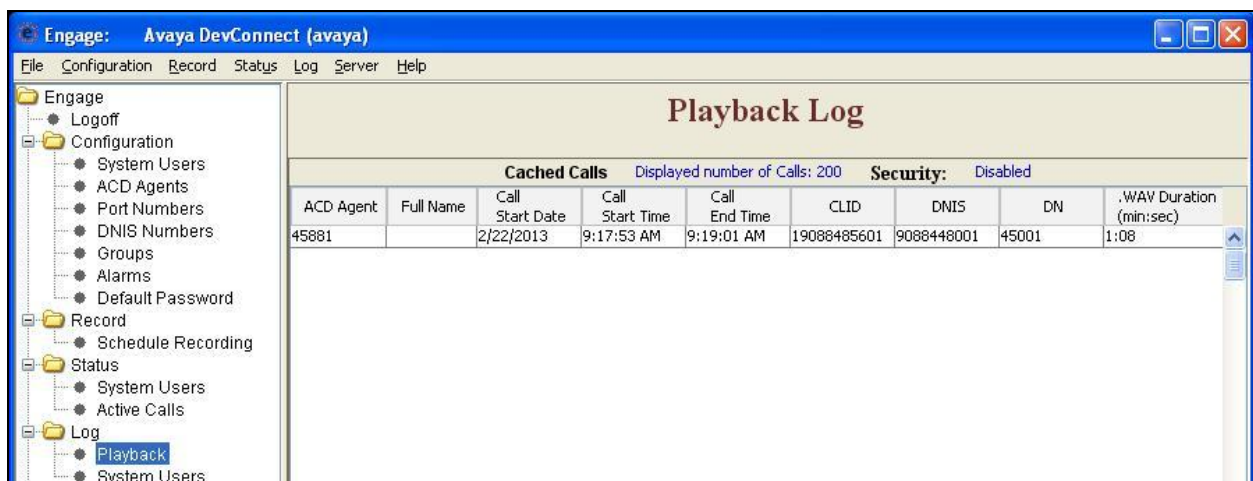 Engage: Avaya DevConnect (avaya)
File Configuration Record Status Log Server Help
Engage
Logoff
Configuration
System Users
ACD Agents
Port Numbers
DNIS Numbers
Groups
Alarms
Default Password
Record
Schedule Recording
Status
System Users
Active Calls
Log
Playback
System Users
Playback Log
Cached Calls Displayed number of Calls: 200 Security: Disabled
ACD Agent Full Name Call Start Date Call Start Time Call End Time CLID DNIS DN .WAV Duration (min:sec)
45881 2/22/2013 9:17:53 AM 9:19:01 AM 19088485601 9088448001 45001 1:08